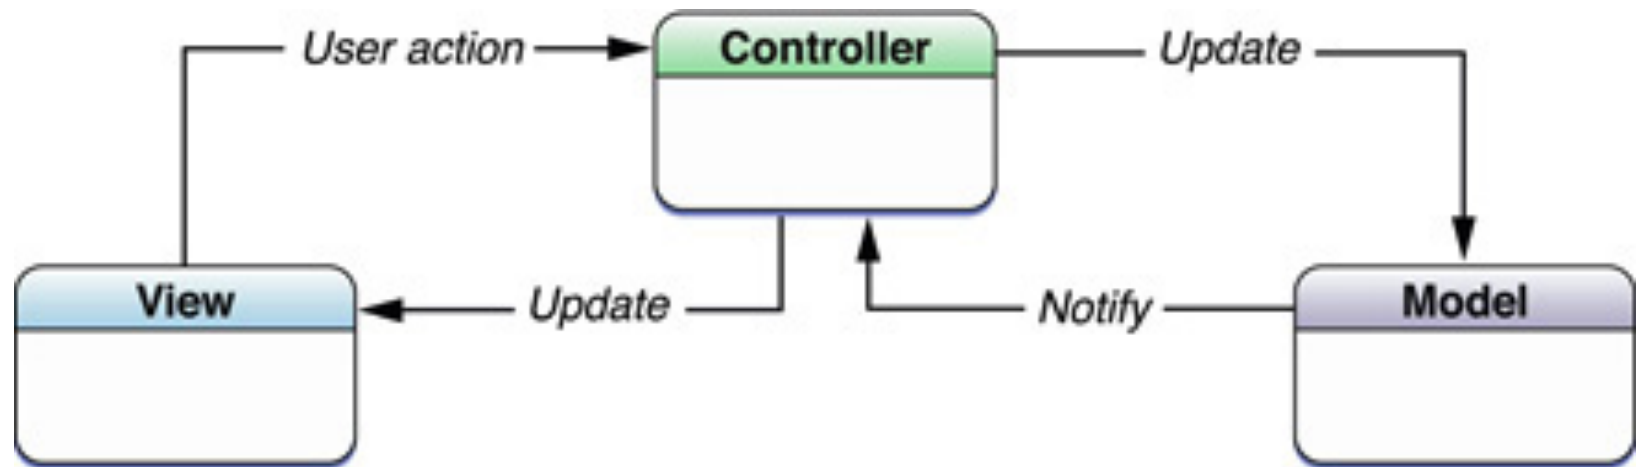 User action
Controller
Update
View
Update
Notify
Model